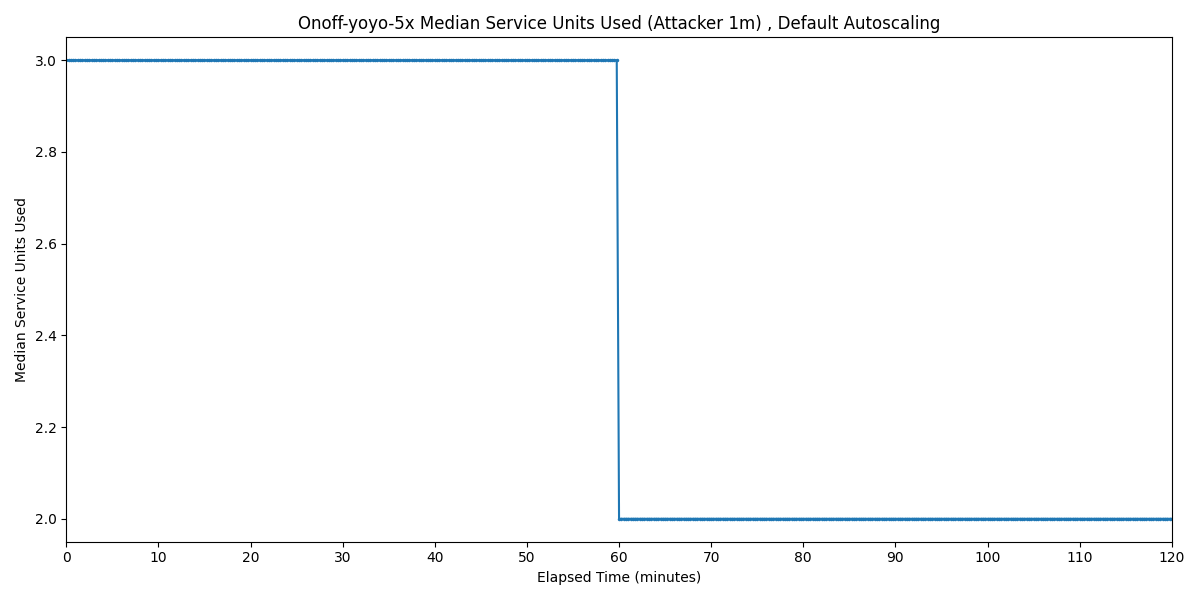 Onoff-yoyo-5x Median Service Units Used (Attacker 1m) , Default Autoscaling
Median Service Units Used
3.0
2.8
2.6
2.4
2.2
2.0
0 10 20 30 40 50 60 70 80 90 100 110 120
Elapsed Time (minutes)